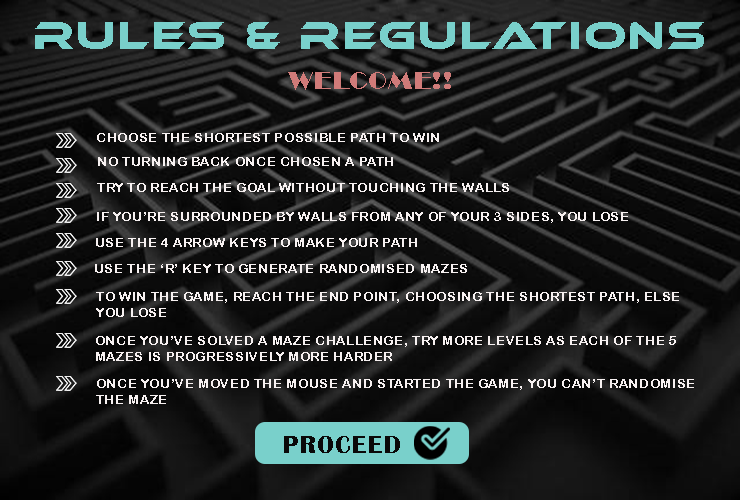 RULES & REGULATIONS
WELCOME!!
CHOOSE THE SHORTEST POSSIBLE PATH TO WIN
NO TURNING BACK ONCE CHOSEN A PATH
TRY TO REACH THE GOAL WITHOUT TOUCHING THE WALLS
IF YOU'RE SURROUNDED BY WALLS FROM ANY OF YOUR 3 SIDES, YOU LOSE
USE THE 4 ARROW KEYS TO MAKE YOUR PATH
USE THE ‘R’ KEY TO GENERATE RANDOMISED MAZES
TO WIN THE GAME, REACH THE END POINT, CHOOSING THE SHORTEST PATH, ELSE
YOU LOSE
ONCE YOU'VE SOLVED A MAZE CHALLENGE, TRY MORE LEVELS AS EACH OF THE 5
MAZES IS PROGRESSIVELY MORE HARDER
ONCE YOU'VE MOVED THE MOUSE AND STARTED THE GAME, YOU CAN'T RANDOMISE
THE MAZE
PROCEED